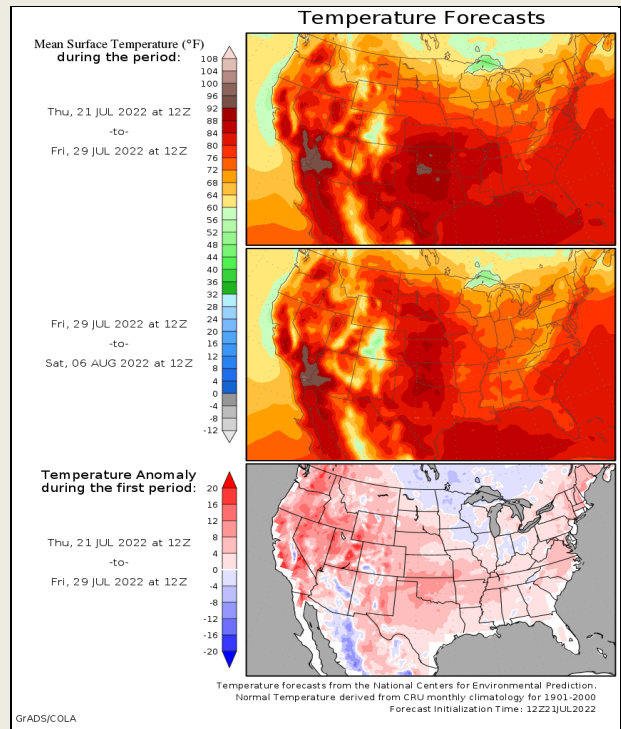 Temperature Forecasts
Mean Surface Temperature (°F)
during the period:
108
104
100
96
92
88
84
80
76
72
68
64
60
56
52
48
44
40
36
32
28
24
20
16
12
8
4
0
-4
-8
-12
Thu, 21 JUL 2022 at 12Z
-to-
Fri, 29 JUL 2022 at 12Z
Fri, 29 JUL 2022 at 12Z
-to-
Sat, 06 AUG 2022 at 12Z
Temperature Anomaly
during the first period:
20
16
12
8
4
0
-4
-8
-12
-16
-20
Thu, 21 JUL 2022 at 12Z
-to-
Fri, 29 JUL 2022 at 12Z
Temperature forecasts from the National Centers for Environmental Prediction.
Normal Temperature derived from CRU monthly climatology for 1901-2000
Forecast Initialization Time: 12Z21JUL2022
GrADS/COLA